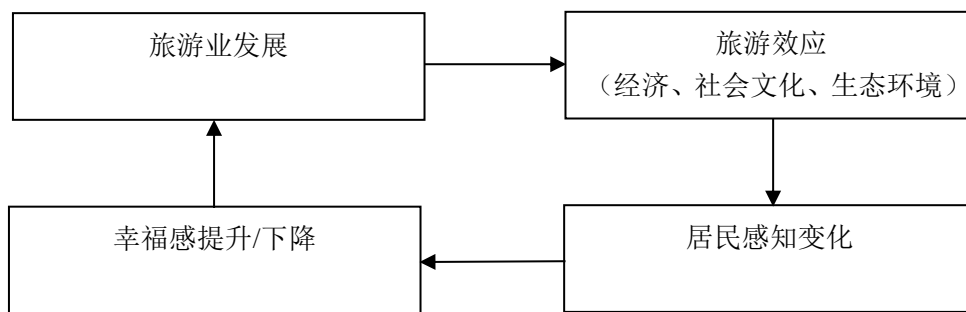 旅游业发展
旅游效应
（经济、社会文化、生态环境）
幸福感提升/下降
居民感知变化